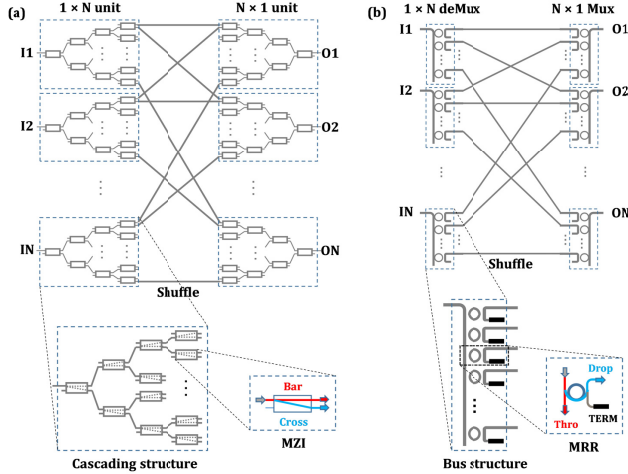 (a)
1 × N unit
N × 1 unit
I1
O1
I2
O2
IN
ON
Shuffle
Bar
Cross
MZI
Cascading structure
(b)
1 × N deMux
N × 1 Mux
I1
O1
I2
O2
IN
ON
Shuffle
Drop
Thro
TERM
MRR
Bus structure